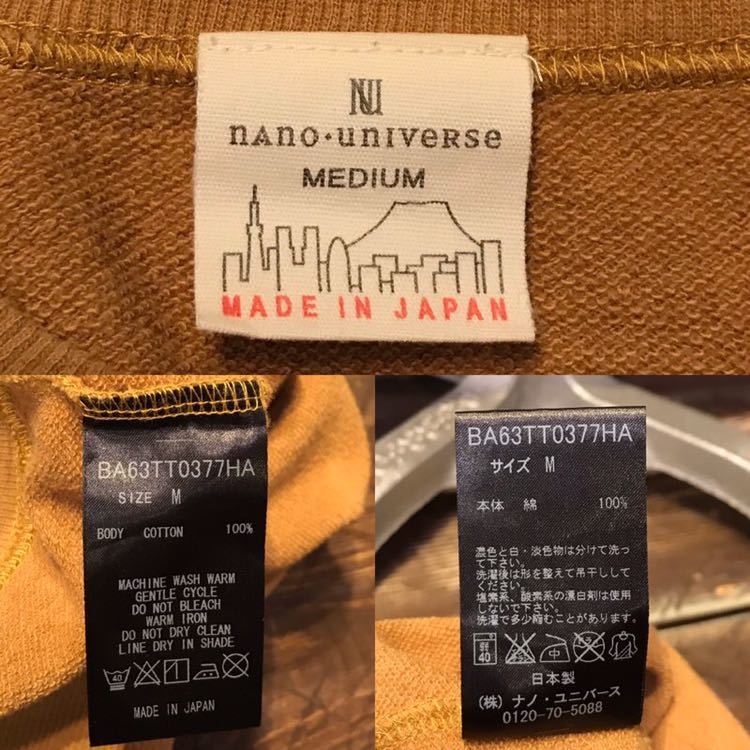 NU
nano·universe
MEDIUM
MADE IN JAPAN
BA63TT0377HA
SIZE M
BODY COTTON 100%
MACHINE WASH WARM
GENTLE CYCLE
DO NOT BLEACH
WARM IRON
DO NOT DRY CLEAN
LINE DRY IN SHADE
40
MADE IN JAPAN
BA63TT0377HA
サイズ M
本体 綿 100%
濃色と白・淡色物は分けて洗っ
て下さい。
洗濯後は形を整えて吊干しして
ください。
塩素系、酸素系の漂白剤は使用
しないで下さい。
洗濯で多少縮むことがあります。
40 中
日本製
(株) ナノ・ユニバース
0120-70-5088